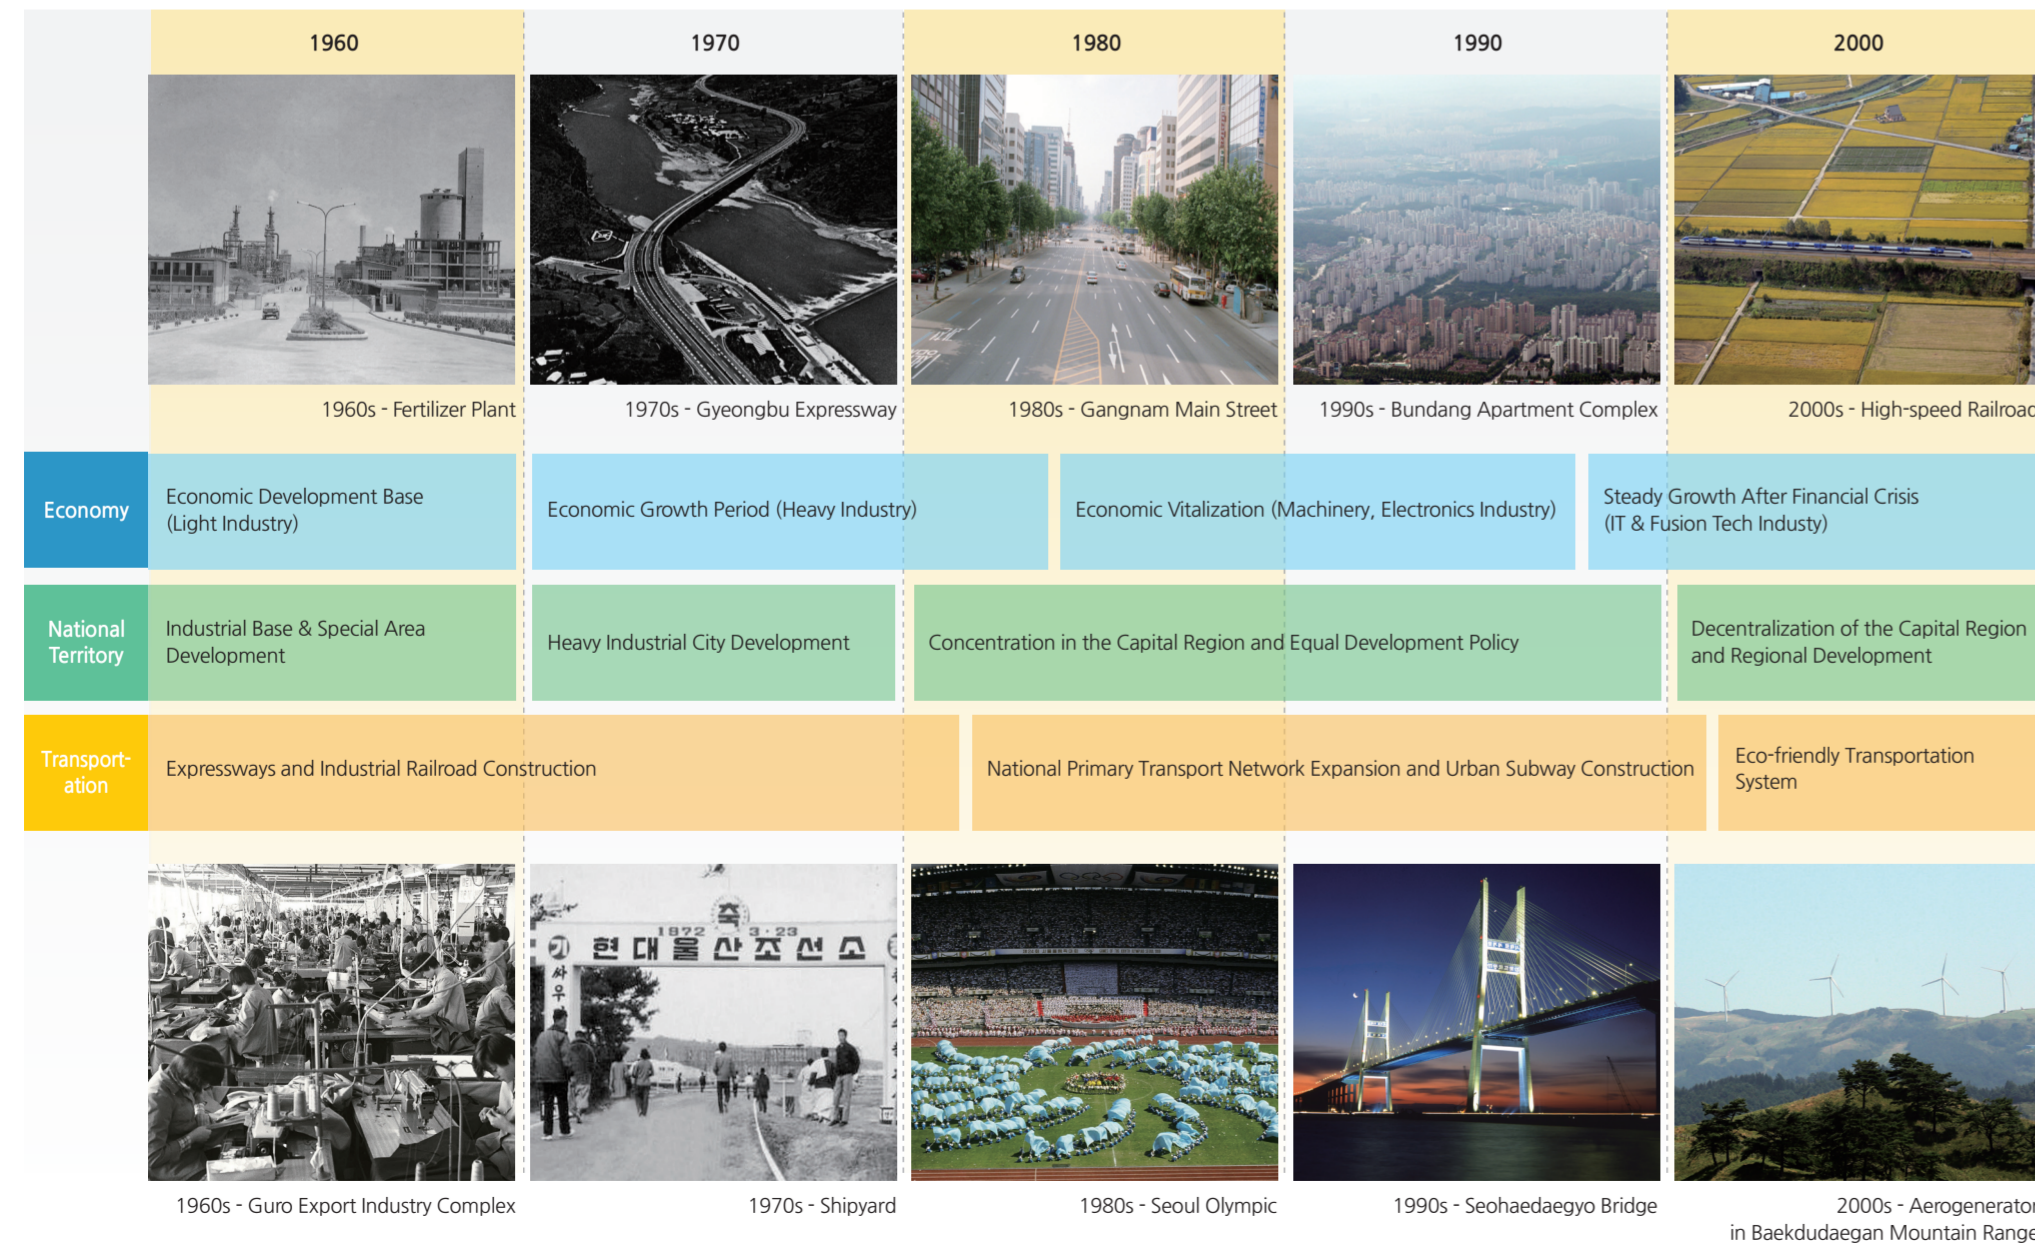 1960
1970
1980
1990
2000
1960s - Fertilizer Plant
1970s - Gyeongbu Expressway
1980s - Gangnam Main Street
1990s - Bundang Apartment Complex
2000s - High-speed Railroad
Economy
Economic Development Base
(Light Industry)
Economic Growth Period (Heavy Industry)
Economic Vitalization (Machinery, Electronics Industry)
Steady Growth After Financial Crisis
(IT & Fusion Tech Industy)
National
Territory
Industrial Base & Special Area
Development
Heavy Industrial City Development
Concentration in the Capital Region and Equal Development Policy
Decentralization of the Capital Region
and Regional Development
Transport-
ation
Expressways and Industrial Railroad Construction
National Primary Transport Network Expansion and Urban Subway Construction
Eco-friendly Transportation
System
축
1972 3·23
기 현대울산조선소
싸우
1960s - Guro Export Industry Complex
1970s - Shipyard
1980s - Seoul Olympic
1990s - Seohaedaegyo Bridge
2000s - Aerogenerator
in Baekdudaegan Mountain Range